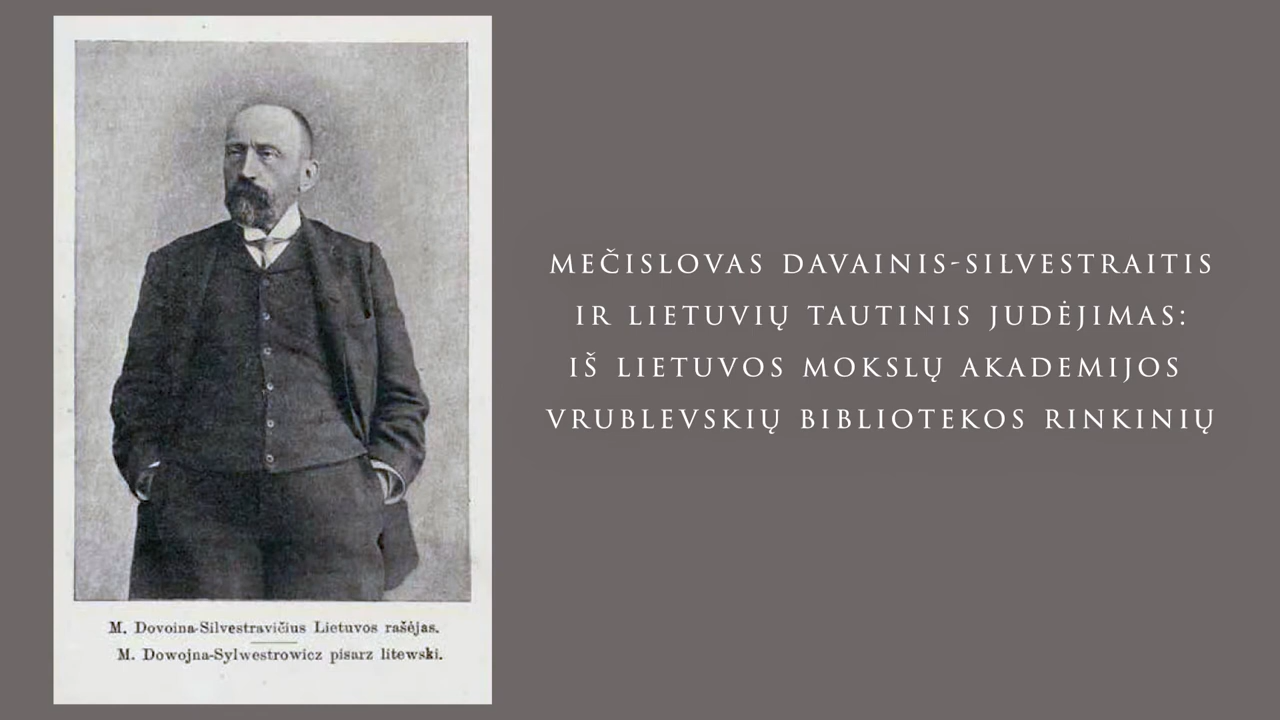 M. Dovoina-Silvestravičius Lietuvos rašėjas.
M. Dowojna-Sylwestrowicz pisarz litewski.
MEČISLOVAS DAVAINIS-SILVESTRAITIS
IR LIETUVIŲ TAUTINIS JUDĖJIMAS:
IŠ LIETUVOS MOKSLŲ AKADEMIJOS
VRUBLEVSKIŲ BIBLIOTEKOS RINKINIŲ